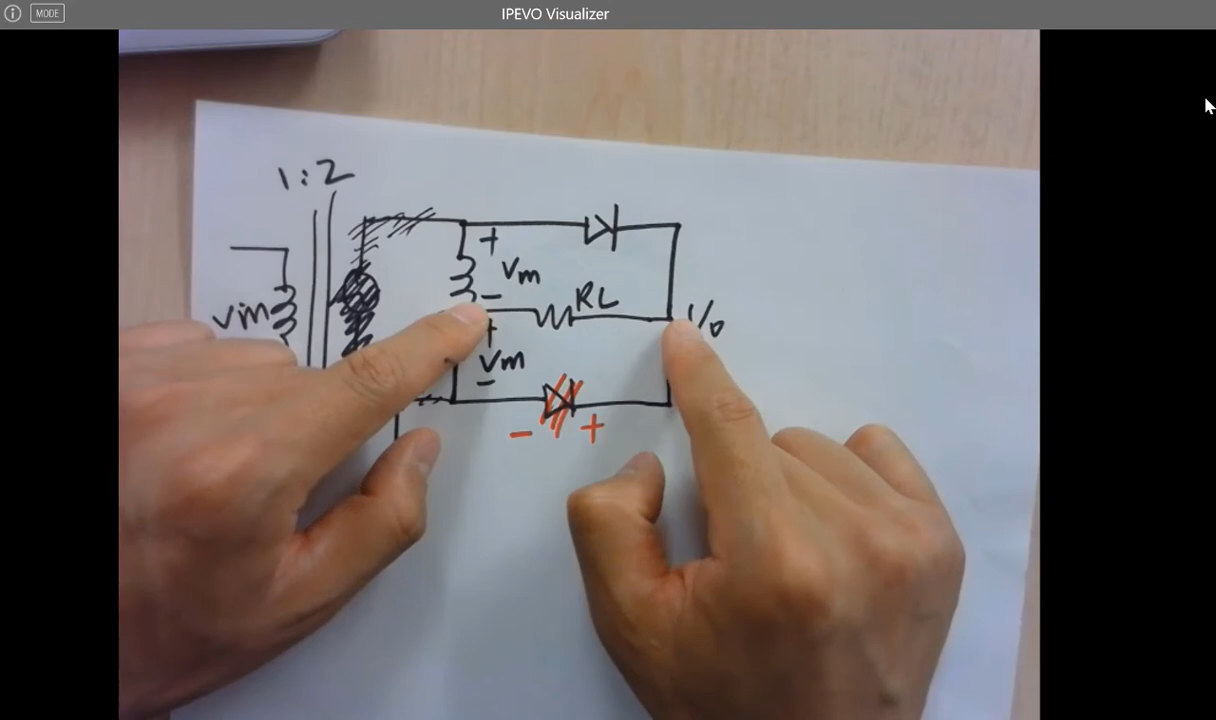 IPEVO Visualizer
MODE
1:2
+
Vm
-
RL
Vm
Vo
+
Vm
-
- +